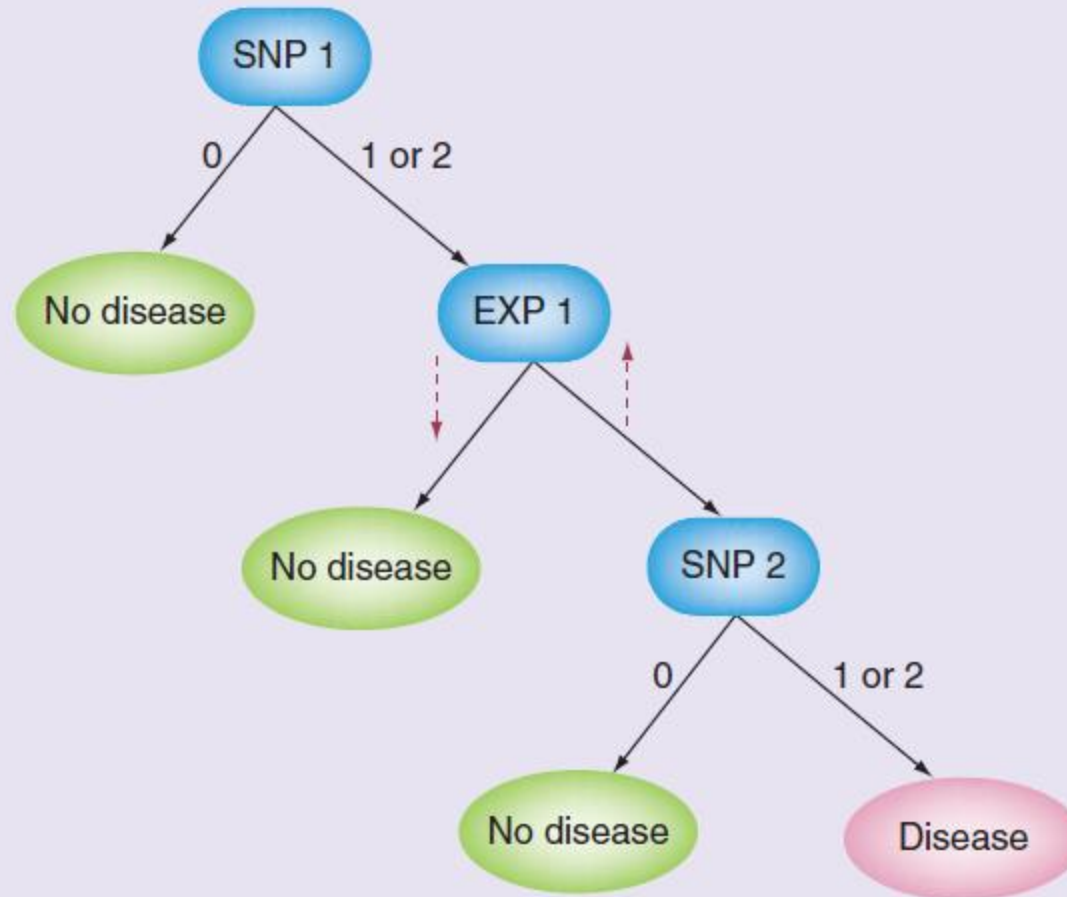 SNP 1
0
1 or 2
No disease
EXP 1
No disease
SNP 2
0
1 or 2
No disease
Disease